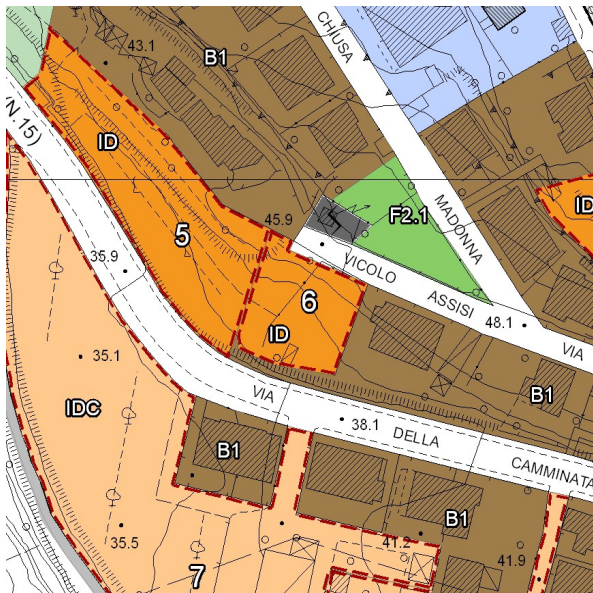 CHIUSA
43.1
B1
(N.15)
ID
ID
F2.1
45.9
MADONNA
5
35.9
VICOLO
6
ASSISI
48.1
ID
VIA
35.1
B1
IDC
VIA
38.1
B1
DELLA
CAMMINATA
B1
35.5
41.2
41.9
7